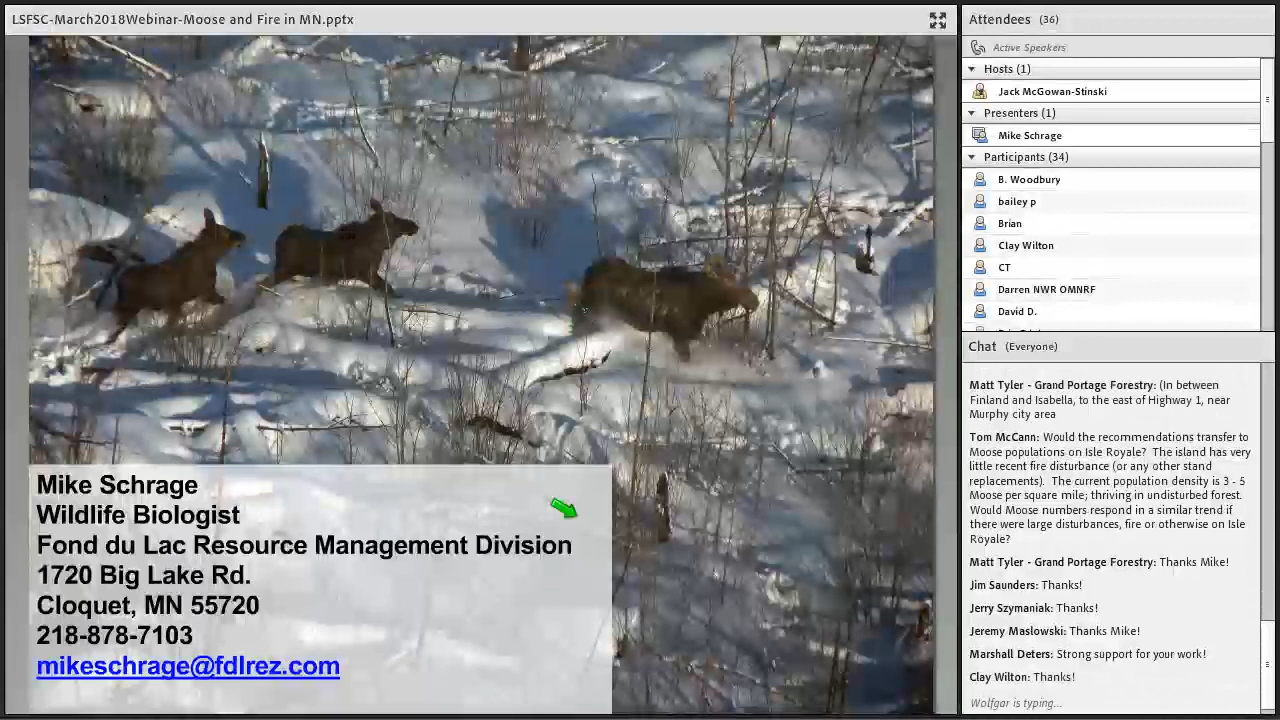 LSFSC-March2018Webinar-Moose and Fire in MN.pptx
Mike Schrage
Wildlife Biologist
Fond du Lac Resource Management Division
1720 Big Lake Rd.
Cloquet, MN 55720
218-878-7103
mikeschrage@fdlrez.com
Attendees (36)
Active Speakers
Hosts (1)
Jack McGowan-Stinski
Presenters (1)
Mike Schrage
Participants (34)
B. Woodbury
bailey p
Brian
Clay Wilton
CT
Darren NWR OMNRF
David D.
Chat (Everyone)
Matt Tyler - Grand Portage Forestry: (In between
Finland and Isabella, to the east of Highway 1, near
Murphy city area
Tom McCann: Would the recommendations transfer to
Moose populations on Isle Royale? The island has very
little recent fire disturbance (or any other stand
replacements). The current population density is 3 - 5
Moose per square mile; thriving in undisturbed forest.
Would Moose numbers respond in a similar trend if
there were large disturbances, fire or otherwise on Isle
Royale?
Matt Tyler - Grand Portage Forestry: Thanks Mike!
Jim Saunders: Thanks!
Jerry Szymaniak: Thanks!
Jeremy Maslowski: Thanks Mike!
Marshall Deters: Strong support for your work!
Clay Wilton: Thanks!
Wolfgar is typing...